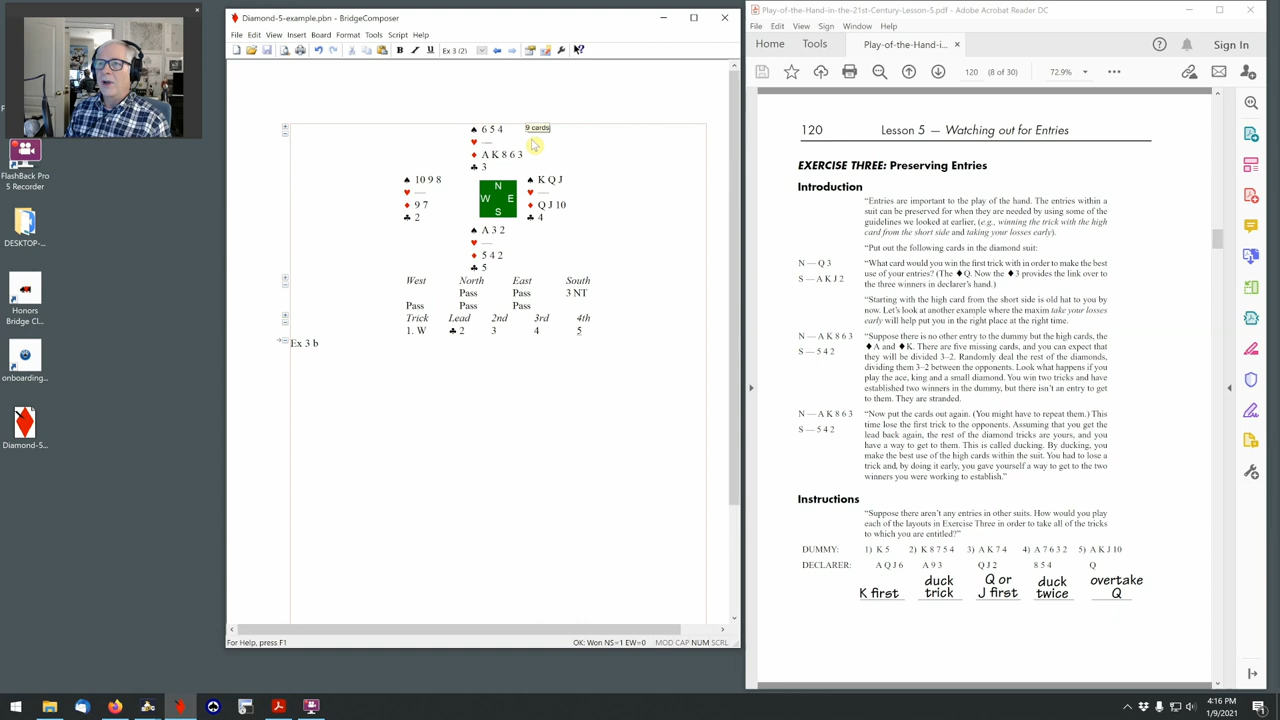 Diamond-5-example.pbn - BridgeComposer
File Edit View Insert Board Format Tools Script Help
B I U Ex 3 (2)
9 cards
♠ 6 5 4
♥ —
♦ A K 8 6 3
♣ 3
♠ 10 9 8
♥ —
♦ 9 7
♣ 2
N
W E
S
♠ K Q J
♥ —
♦ Q J 10
♣ 4
♠ A 3 2
♥ —
♦ 5 4 2
♣ 5
West North East South
Pass Pass 3 NT
Pass Pass Pass
Trick Lead 2nd 3rd 4th
1. W ♣ 2 3 4 5
Ex 3 b
For Help, press F1
OK: Won NS=1 EW=0 MOD CAP NUM SCRL
FlashBack Pro
5 Recorder
DESKTOP-...
Honors
Bridge Cl...
onboarding...
Diamond-5...
Play-of-the-Hand-in-the-21st-Century-Lesson-5.pdf - Adobe Acrobat Reader DC
File Edit View Sign Window Help
Home Tools Play-of-the-Hand-i... × Sign In
120 (8 of 30) 72.9%
120 Lesson 5 — Watching out for Entries
EXERCISE THREE: Preserving Entries
Introduction
“Entries are important to the play of the hand. The entries within a
suit can be preserved for when they are needed by using some of the
guidelines we looked at earlier, (e.g., winning the trick with the high
card from the short side and taking your losses early).
“Put out the following cards in the diamond suit:
N — Q 3
S — A K J 2
“What card would you win the first trick with in order to make the best
use of your entries? (The ♦Q. Now the ♦3 provides the link over to
the three winners in declarer’s hand.)
“Starting with the high card from the short side is old hat to you by
now. Let’s look at another example where the maxim take your losses
early will help put you in the right place at the right time.
N — A K 8 6 3
S — 5 4 2
“Suppose there is no other entry to the dummy but the high cards, the
♦A and ♦K. There are five missing cards, and you can expect that
they will be divided 3–2. Randomly deal the rest of the diamonds,
dividing them 3–2 between the opponents. Look what happens if you
play the ace, king and a small diamond. You win two tricks and have
established two winners in the dummy, but there isn’t an entry to get
to them. They are stranded.
N — A K 8 6 3
S — 5 4 2
“Now put the cards out again. (You might have to repeat them.) This
time lose the first trick to the opponents. Assuming that you get the
lead back again, the rest of the diamond tricks are yours, and you
have a way to get to them. This is called ducking. By ducking, you
make the best use of the high cards within the suit. You had to lose a
trick and, by doing it early, you gave yourself a way to get to the two
winners you were working to establish.”
Instructions
“Suppose there aren’t any entries in other suits. How would you play
each of the layouts in Exercise Three in order to take all of the tricks
to which you are entitled?”
DUMMY: 1) K 5 2) K 8 7 5 4 3) A K 7 4 4) A 7 6 3 2 5) A K J 10
DECLARER: A Q J 6 A 9 3 Q J 2 8 5 4 Q
K first duck trick Q or J first duck twice overtake Q
4:16 PM
1/9/2021